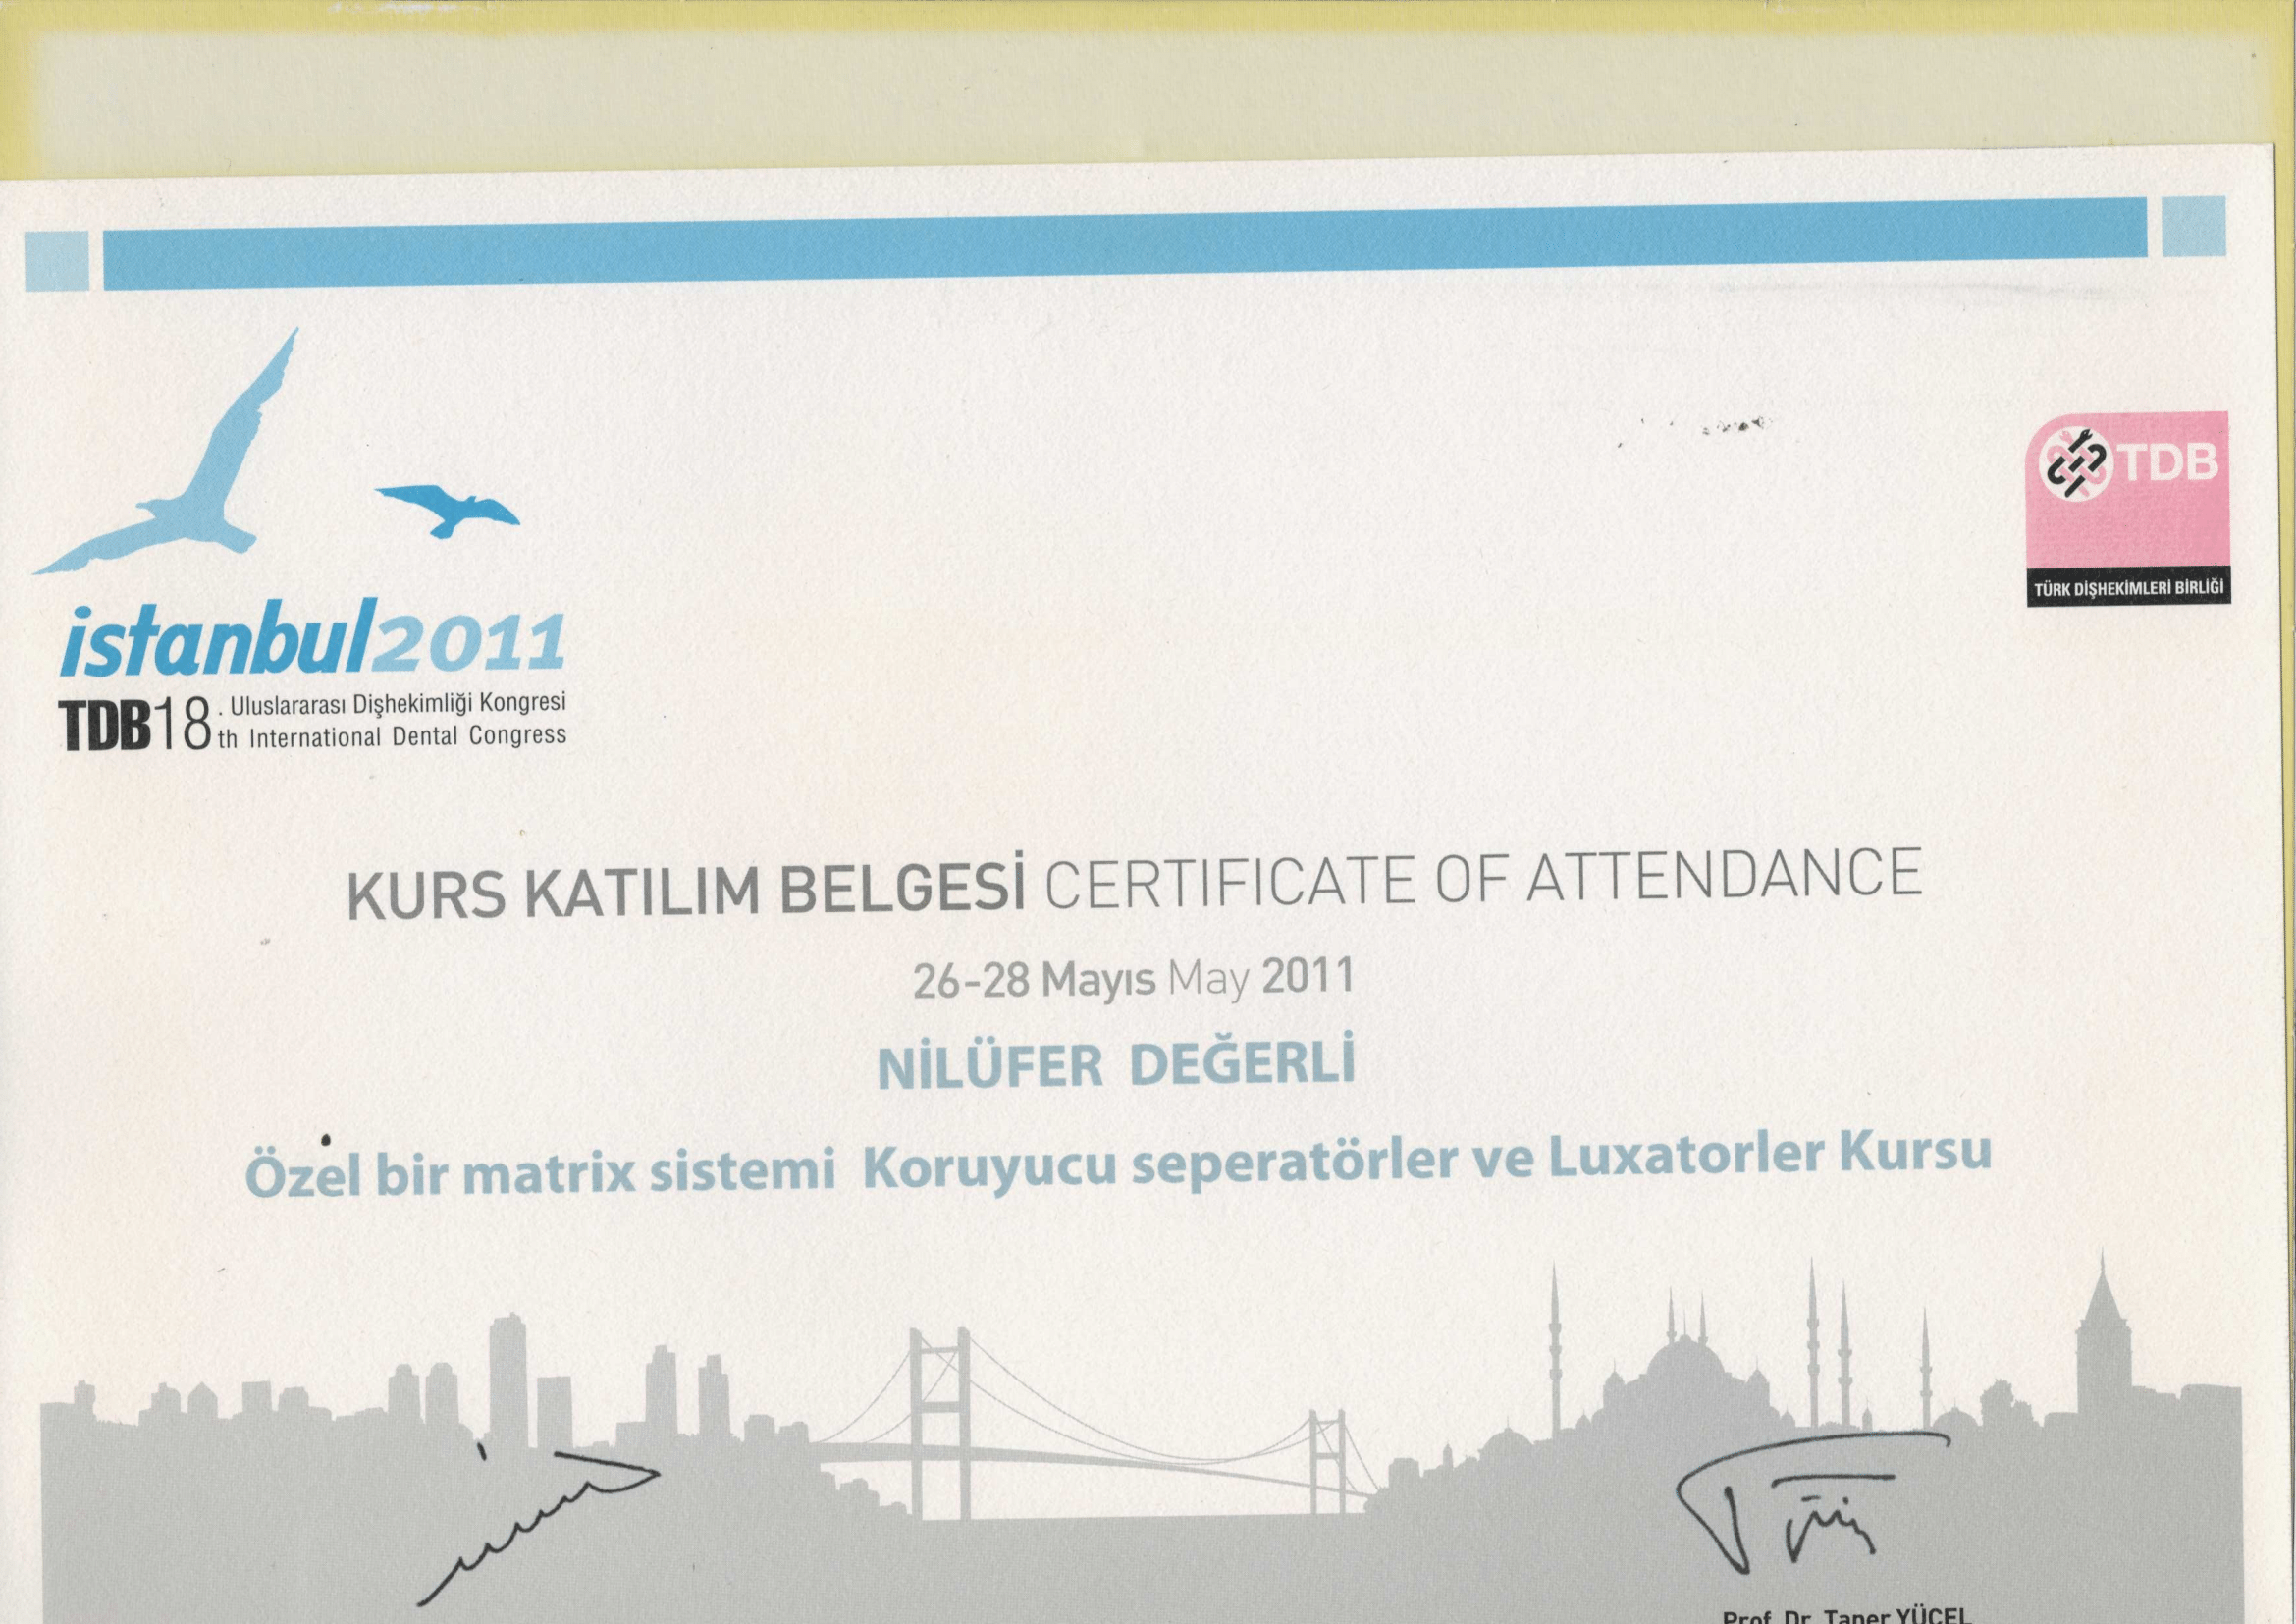 istanbul2011
TDB18. Uluslararası Dişhekimliği Kongresi
th International Dental Congress
TDB
TÜRK DİŞHEKİMLERİ BİRLİĞİ
KURS KATILIM BELGESİ CERTIFICATE OF ATTENDANCE
26-28 Mayıs May 2011
NİLÜFER DEĞERLİ
Özel bir matrix sistemi Koruyucu seperatörler ve Luxatorler Kursu
Prof. Dr. Taner YÜCEL